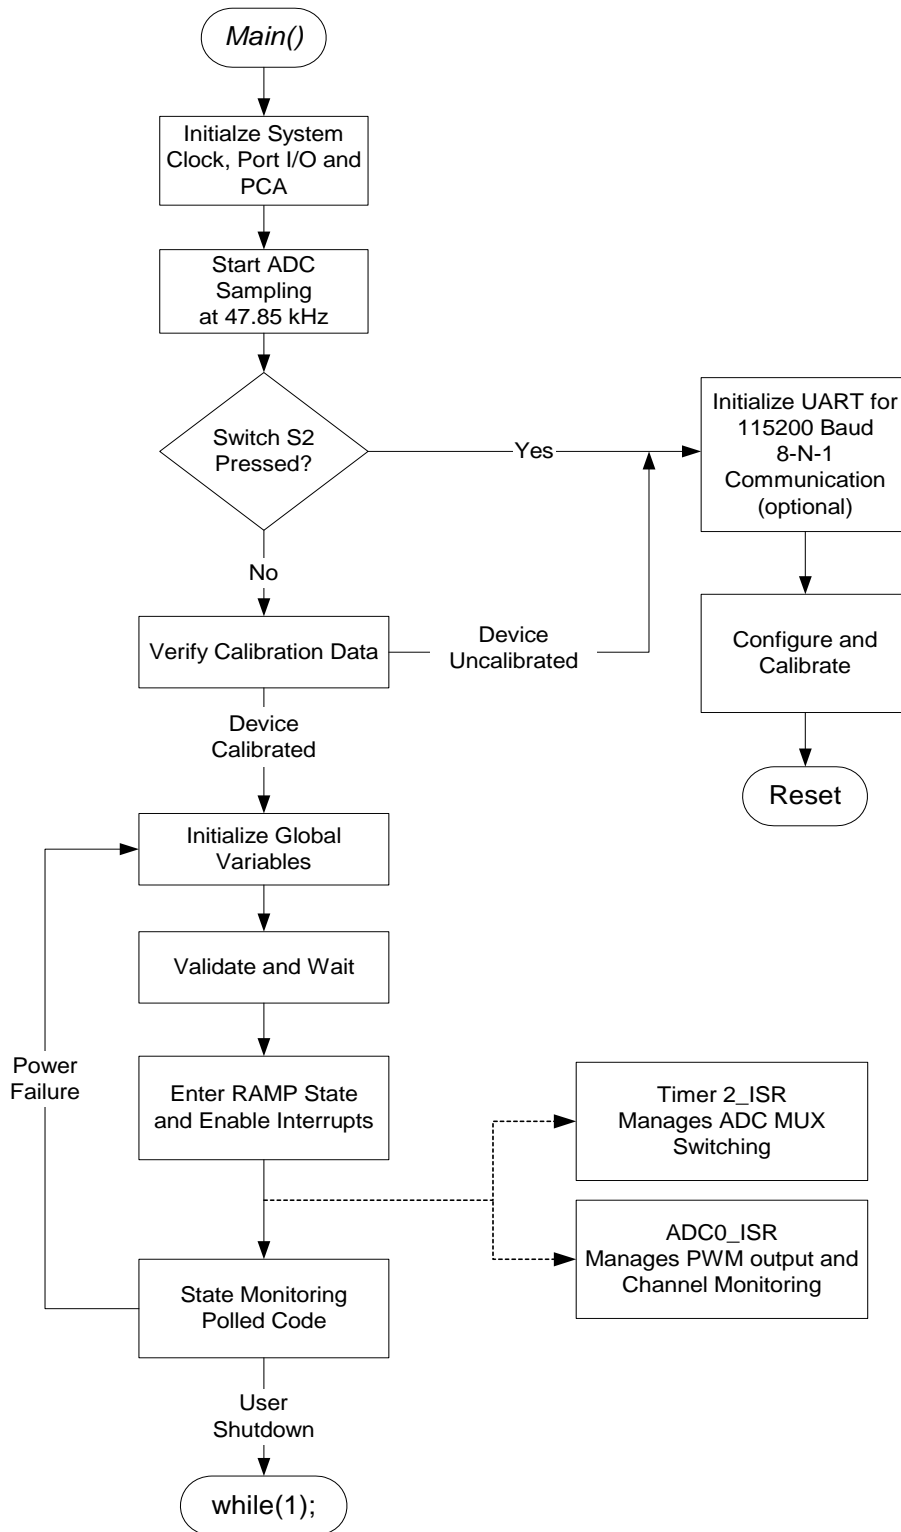 Main()
Initialze System
Clock, Port I/O and
PCA
Start ADC
Sampling
at 47.85 kHz
Switch S2
Pressed?
Yes
Initialize UART for
115200 Baud
8-N-1
Communication
(optional)
No
Verify Calibration Data
Device
Uncalibrated
Configure and
Calibrate
Device
Calibrated
Reset
Initialize Global
Variables
Validate and Wait
Power
Failure
Enter RAMP State
and Enable Interrupts
Timer 2_ISR
Manages ADC MUX
Switching
ADC0_ISR
Manages PWM output and
Channel Monitoring
State Monitoring
Polled Code
User
Shutdown
while(1);